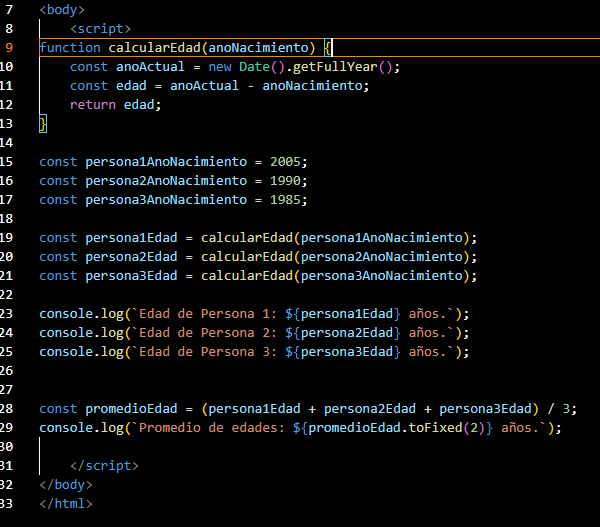 7 <body>
8 <script>
9 function calcularEdad(anoNacimiento) {
10 const anoActual = new Date().getFullYear();
11 const edad = anoActual - anoNacimiento;
12 return edad;
13 }
14
15 const persona1AnoNacimiento = 2005;
16 const persona2AnoNacimiento = 1990;
17 const persona3AnoNacimiento = 1985;
18
19 const persona1Edad = calcularEdad(persona1AnoNacimiento);
20 const persona2Edad = calcularEdad(persona2AnoNacimiento);
21 const persona3Edad = calcularEdad(persona3AnoNacimiento);
22
23 console.log(`Edad de Persona 1: ${persona1Edad} años.`);
24 console.log(`Edad de Persona 2: ${persona2Edad} años.`);
25 console.log(`Edad de Persona 3: ${persona3Edad} años.`);
26
27
28 const promedioEdad = (persona1Edad + persona2Edad + persona3Edad) / 3;
29 console.log(`Promedio de edades: ${promedioEdad.toFixed(2)} años.`);
30
31 </script>
32 </body>
33 </html>